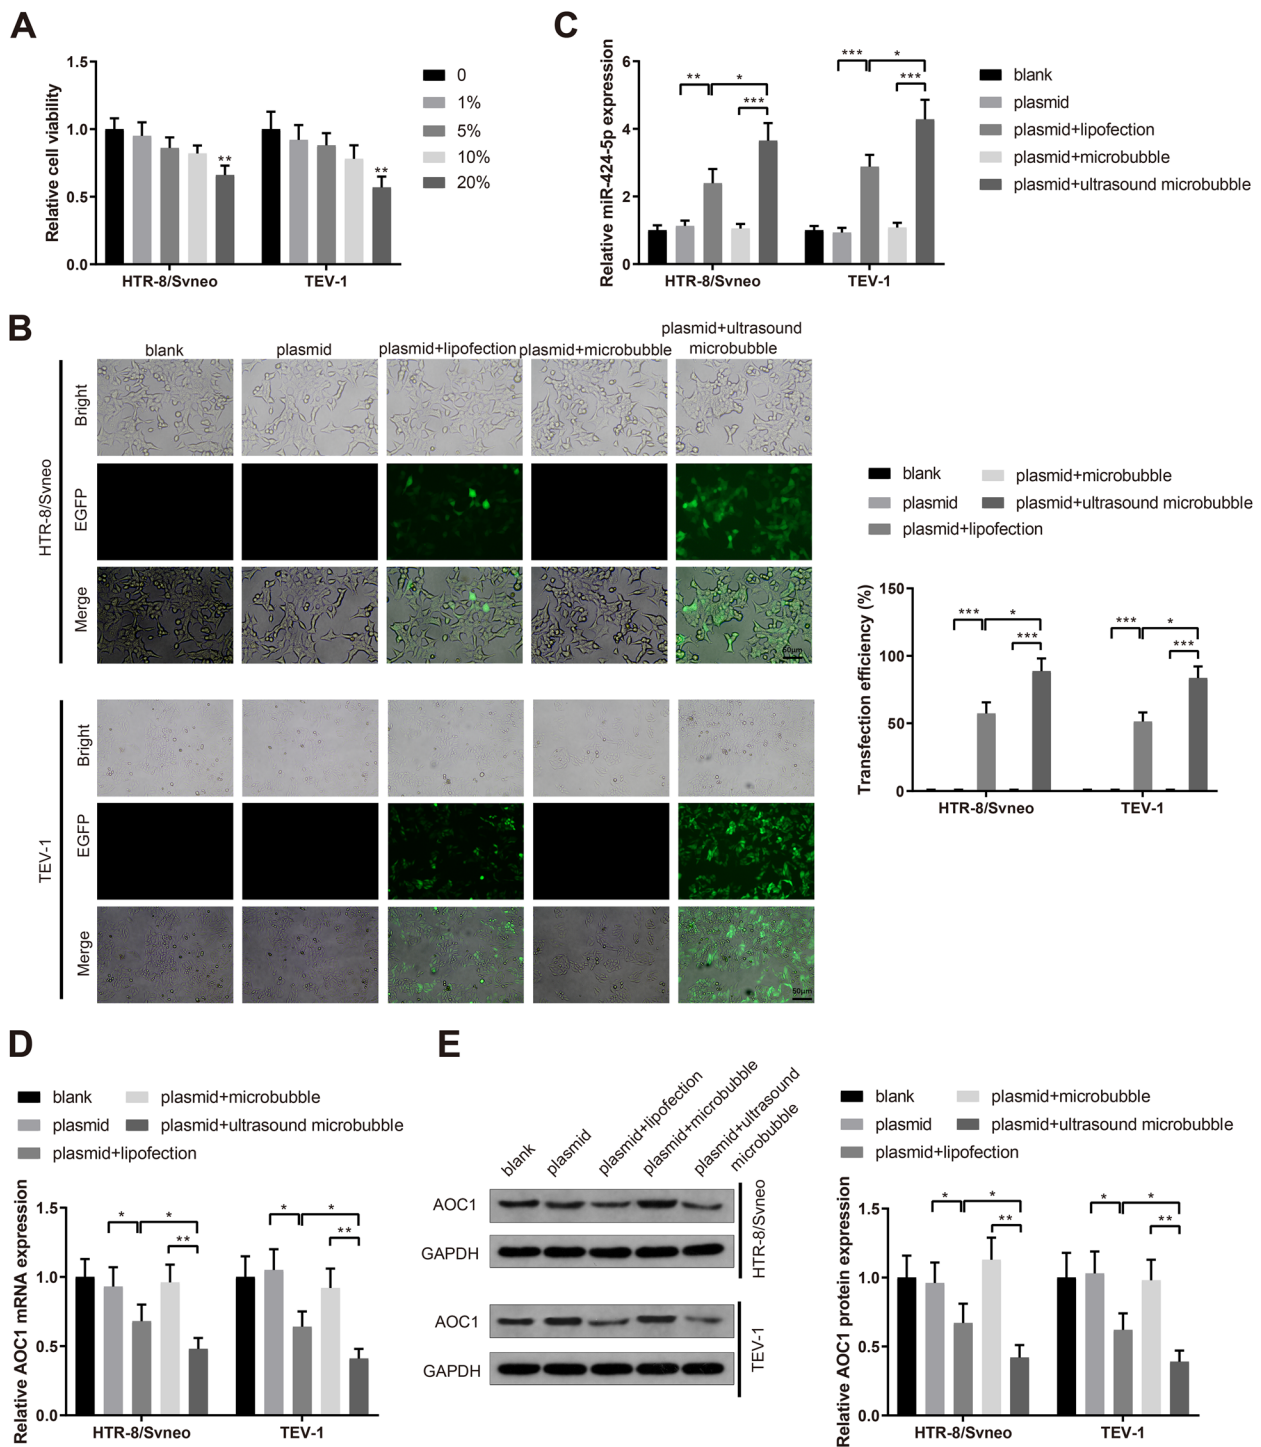 A
Relative cell viability
1.5
1.0
0.5
0.0
**
**
HTR-8/Svneo
TEV-1
0
1%
5%
10%
20%
C
Relative miR-424-5p expression
6
4
2
0
**
*
***
***
*
***
HTR-8/Svneo
TEV-1
blank
plasmid
plasmid+lipofection
plasmid+microbubble
plasmid+ultrasound microbubble
B
blank
plasmid
plasmid+lipofection
plasmid+microbubble
plasmid+ultrasound
microbubble
HTR-8/Svneo
Bright
EGFP
Merge
50μm
TEV-1
Bright
EGFP
Merge
50μm
blank
plasmid
plasmid+lipofection
plasmid+microbubble
plasmid+ultrasound microbubble
Transfection efficiency (%)
150
100
50
0
***
*
***
***
*
***
HTR-8/Svneo
TEV-1
D
blank
plasmid
plasmid+lipofection
plasmid+microbubble
plasmid+ultrasound microbubble
Relative AOC1 mRNA expression
1.5
1.0
0.5
0.0
*
*
**
*
*
**
HTR-8/Svneo
TEV-1
E
blank
plasmid
plasmid+lipofection
plasmid+microbubble
plasmid+ultrasound
microbubble
AOC1
GAPDH
HTR-8/Svneo
AOC1
GAPDH
TEV-1
blank
plasmid
plasmid+lipofection
plasmid+microbubble
plasmid+ultrasound microbubble
Relative AOC1 protein expression
1.5
1.0
0.5
0.0
*
*
**
*
*
**
HTR-8/Svneo
TEV-1